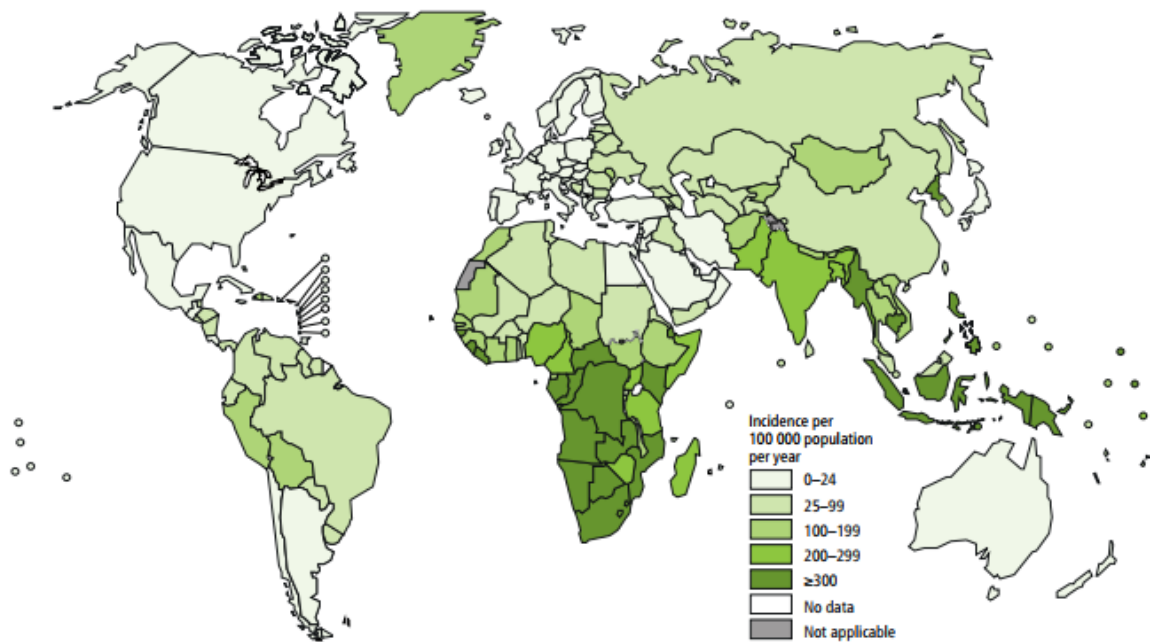 Incidence per
100 000 population
per year
0–24
25–99
100–199
200–299
≥300
No data
Not applicable